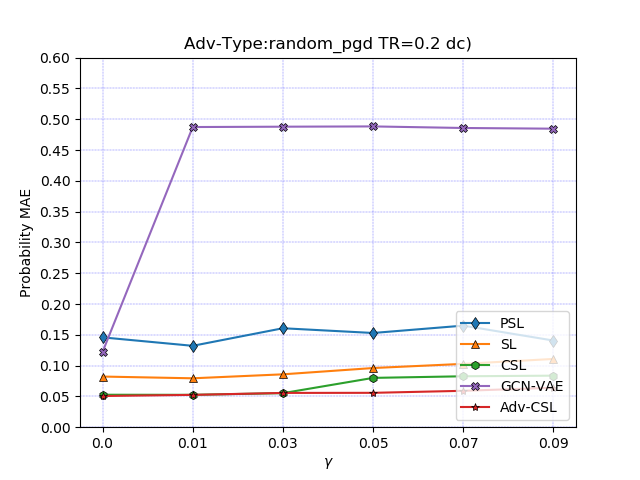 Adv-Type:random_pgd TR=0.2 dc)
Probability MAE
0.60
0.55
0.50
0.45
0.40
0.35
0.30
0.25
0.20
0.15
0.10
0.05
0.00
PSL
SL
CSL
GCN-VAE
Adv-CSL
0.0 0.01 0.03 0.05 0.07 0.09
γ